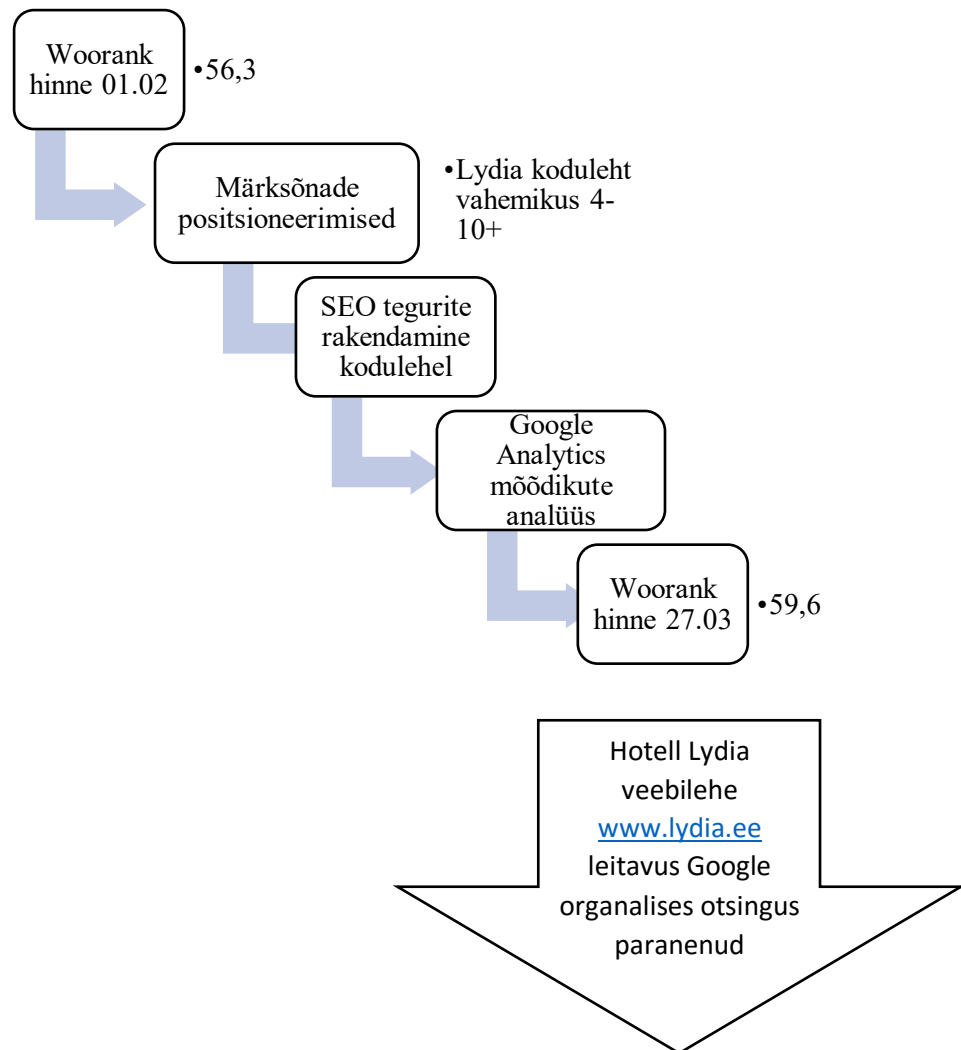 Woorank
hinne 01.02
•56,3
Märksõnade
positsioneerimised
•Lydia koduleht
vahemikus 4-
10+
SEO tegurite
rakendamine
kodulehel
Google
Analytics
mõõdikute
analüüs
Woorank
hinne 27.03
•59,6
Hotell Lydia
veebilehe
www.lydia.ee
leitavus Google
organalises otsingus
paranenud